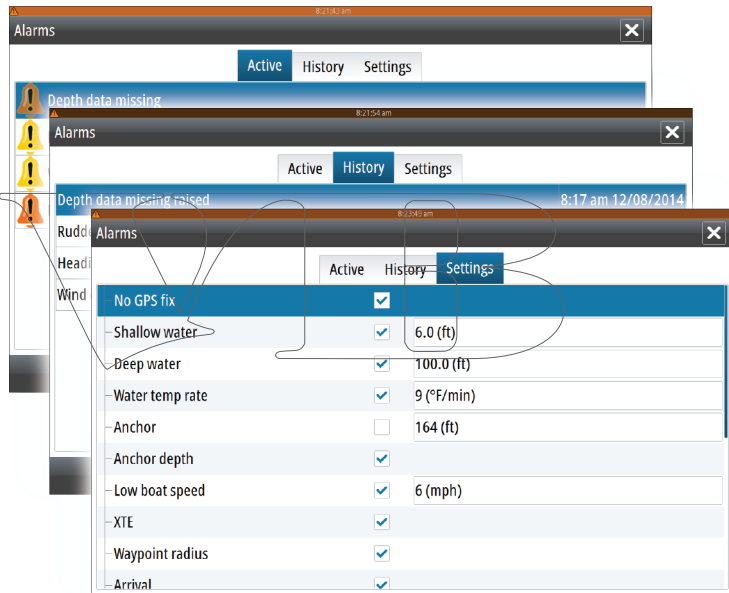 8:21:43 am
Alarms
Active History Settings
Depth data missing
8:21:54 am
Alarms
Active History Settings
Depth data missing raised 8:17 am 12/08/2014
8:23:49 am
Alarms
Active History Settings
No GPS fix
Shallow water 6.0 (ft)
Deep water 100.0 (ft)
Water temp rate 9 (°F/min)
Anchor 164 (ft)
Anchor depth
Low boat speed 6 (mph)
XTE
Waypoint radius
Arrival
Wind